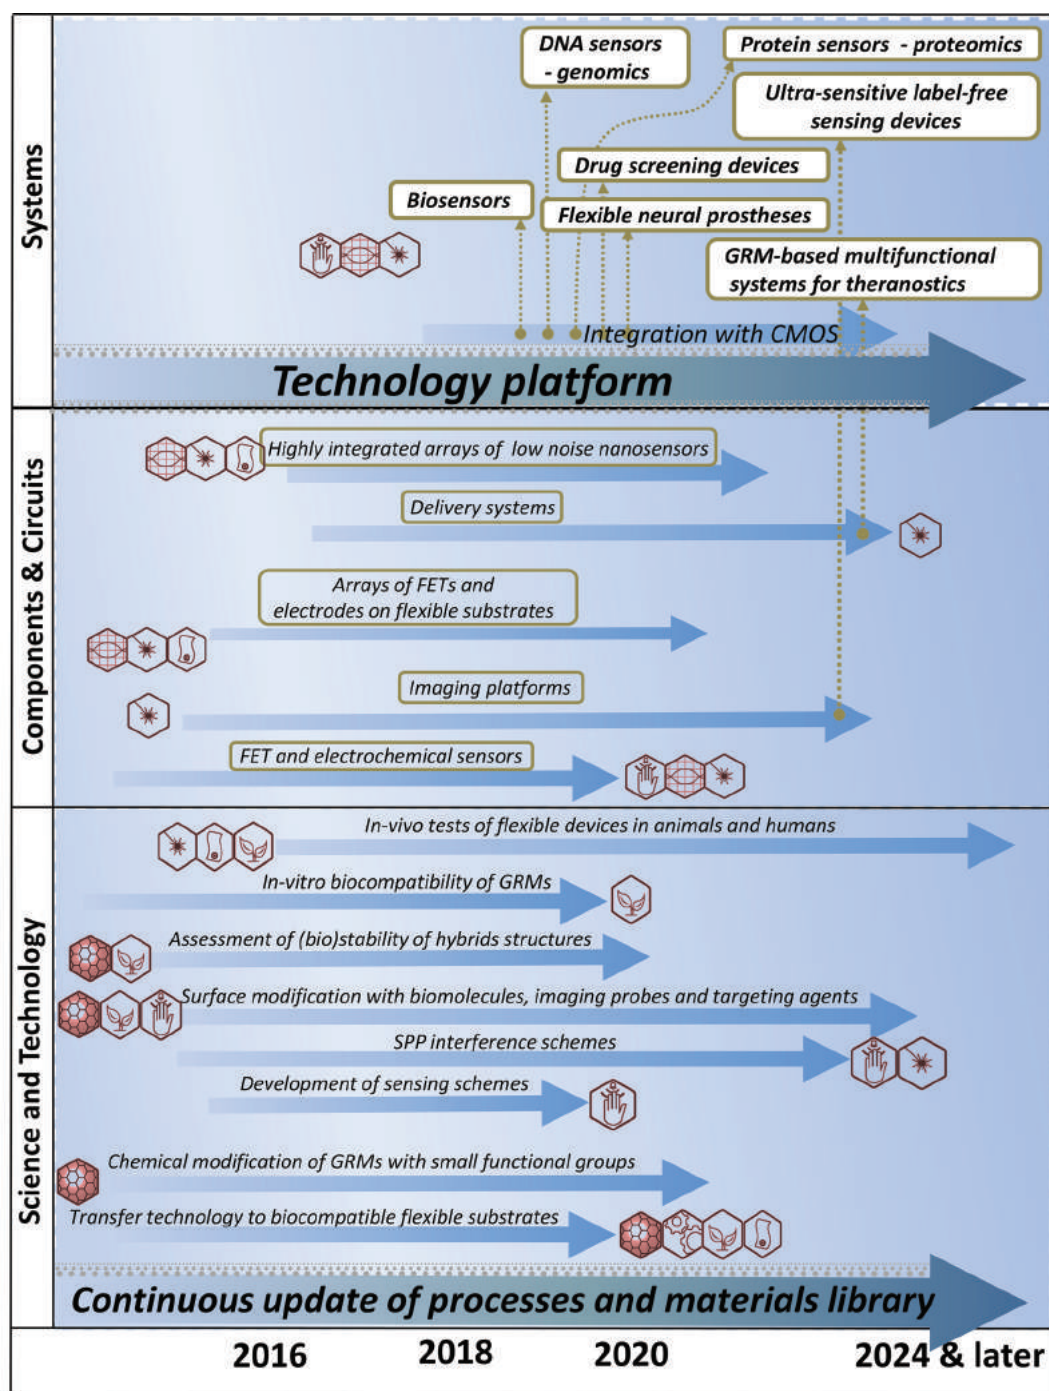 Systems
DNA sensors
- genomics
Protein sensors - proteomics
Ultra-sensitive label-free
sensing devices
Drug screening devices
Biosensors
Flexible neural prostheses
GRM-based multifunctional
systems for theranostics
Integration with CMOS
Technology platform
Components & Circuits
Highly integrated arrays of low noise nanosensors
Delivery systems
Arrays of FETs and
electrodes on flexible substrates
Imaging platforms
FET and electrochemical sensors
Science and Technology
In-vivo tests of flexible devices in animals and humans
In-vitro biocompatibility of GRMs
Assessment of (bio)stability of hybrids structures
Surface modification with biomolecules, imaging probes and targeting agents
SPP interference schemes
Development of sensing schemes
Chemical modification of GRMs with small functional groups
Transfer technology to biocompatible flexible substrates
Continuous update of processes and materials library
2016 2018 2020 2024 & later